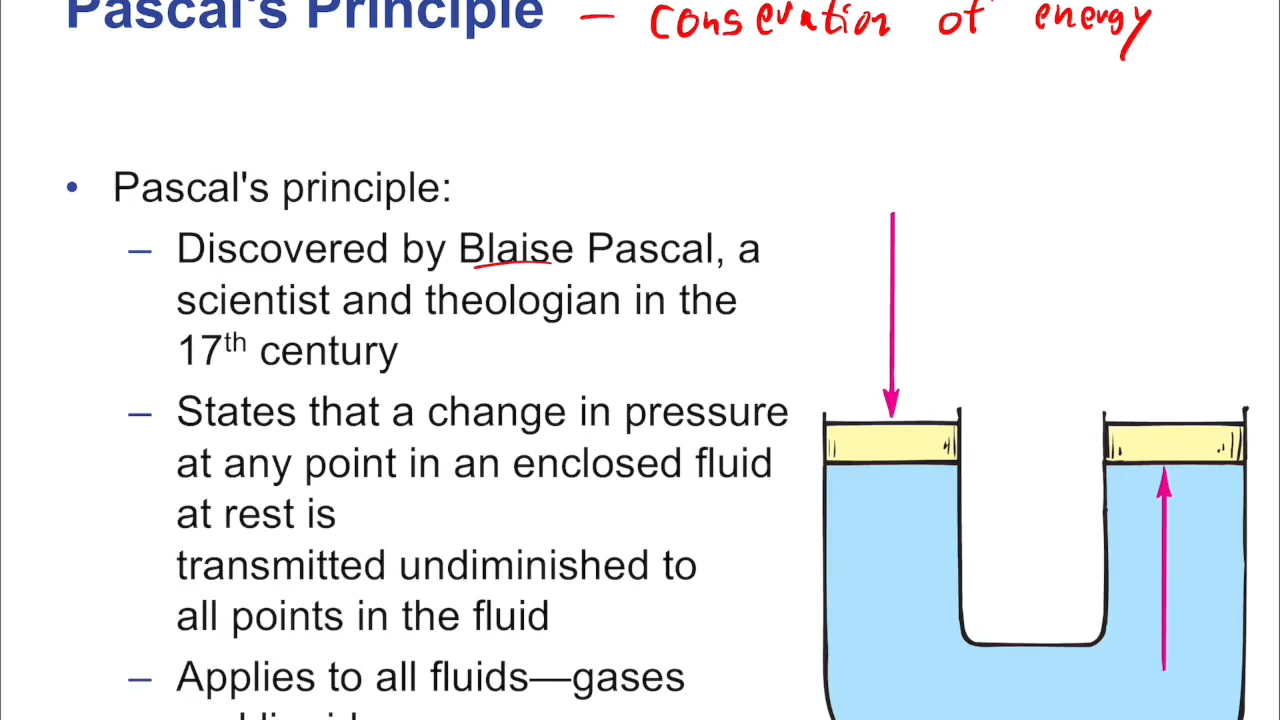 Pascal's Principle – consevation of energy
• Pascal's principle:
– Discovered by Blaise Pascal, a
scientist and theologian in the
17th century
– States that a change in pressure
at any point in an enclosed fluid
at rest is
transmitted undiminished to
all points in the fluid
– Applies to all fluids—gases